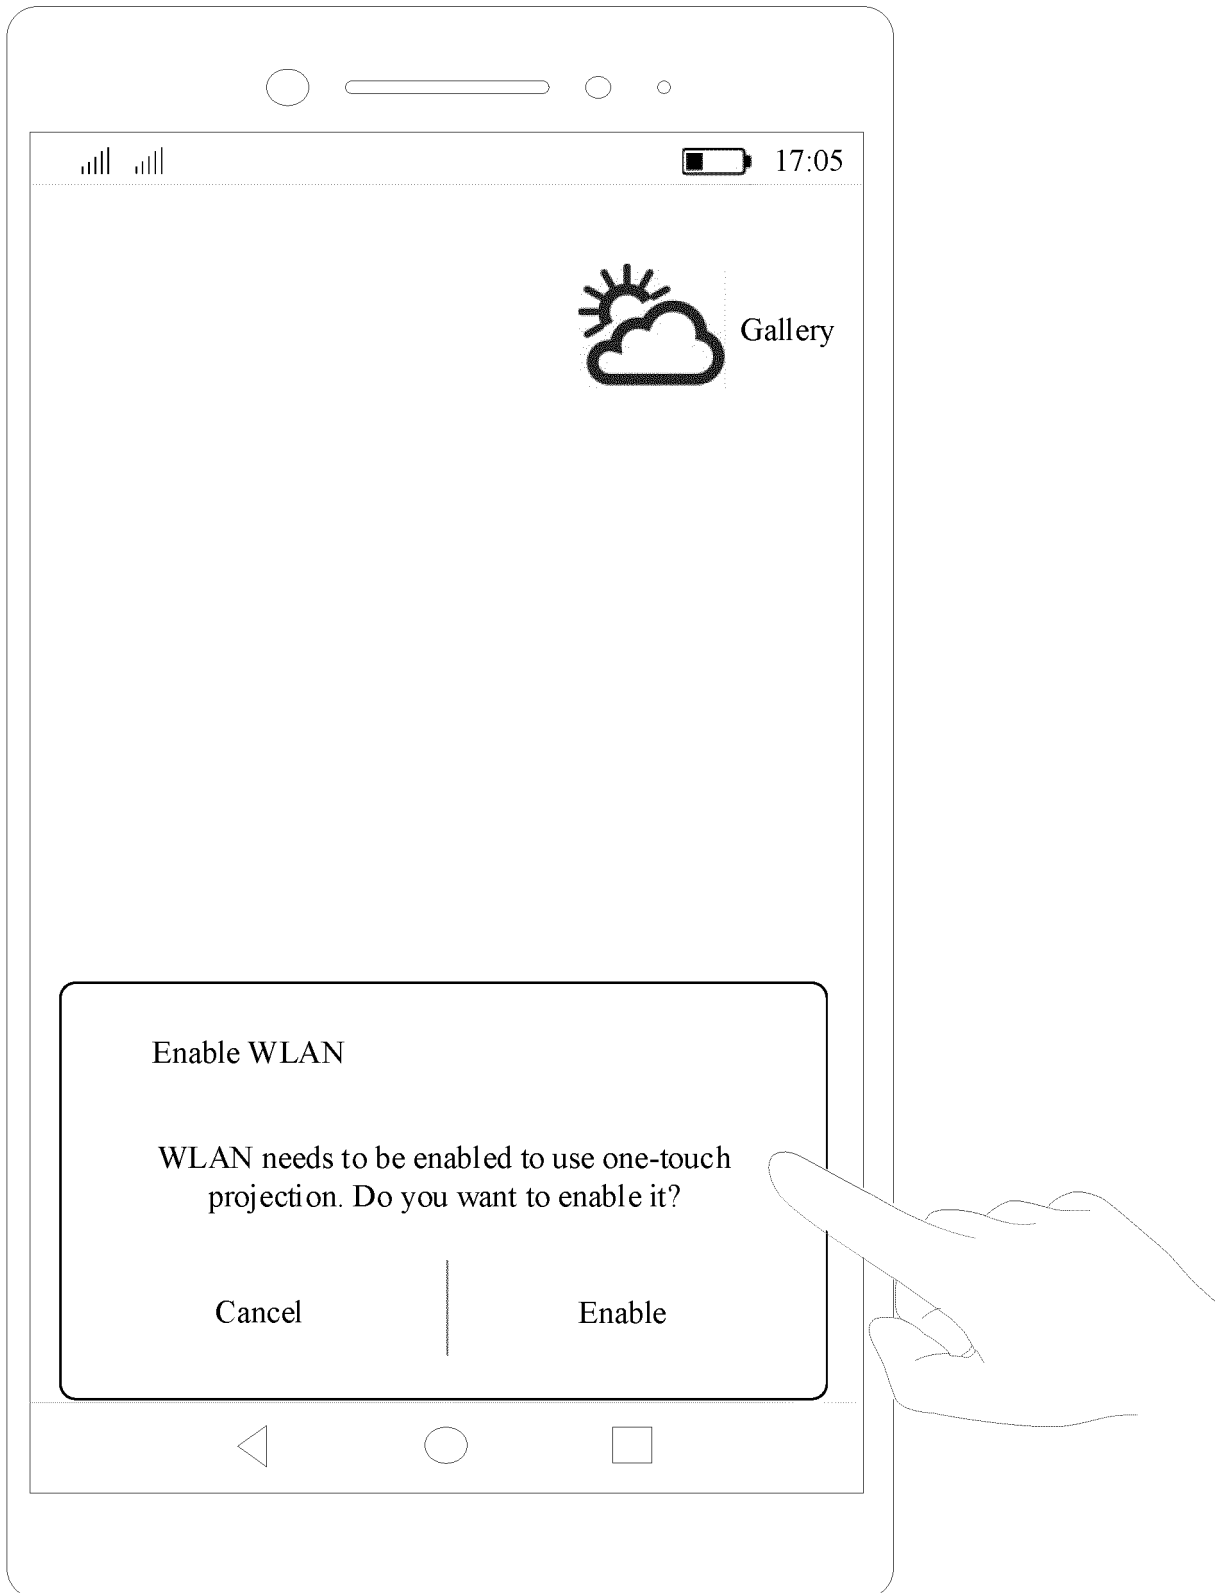 17:05
Gallery
Enable WLAN
WLAN needs to be enabled to use one-touch
projection. Do you want to enable it?
Cancel
Enable